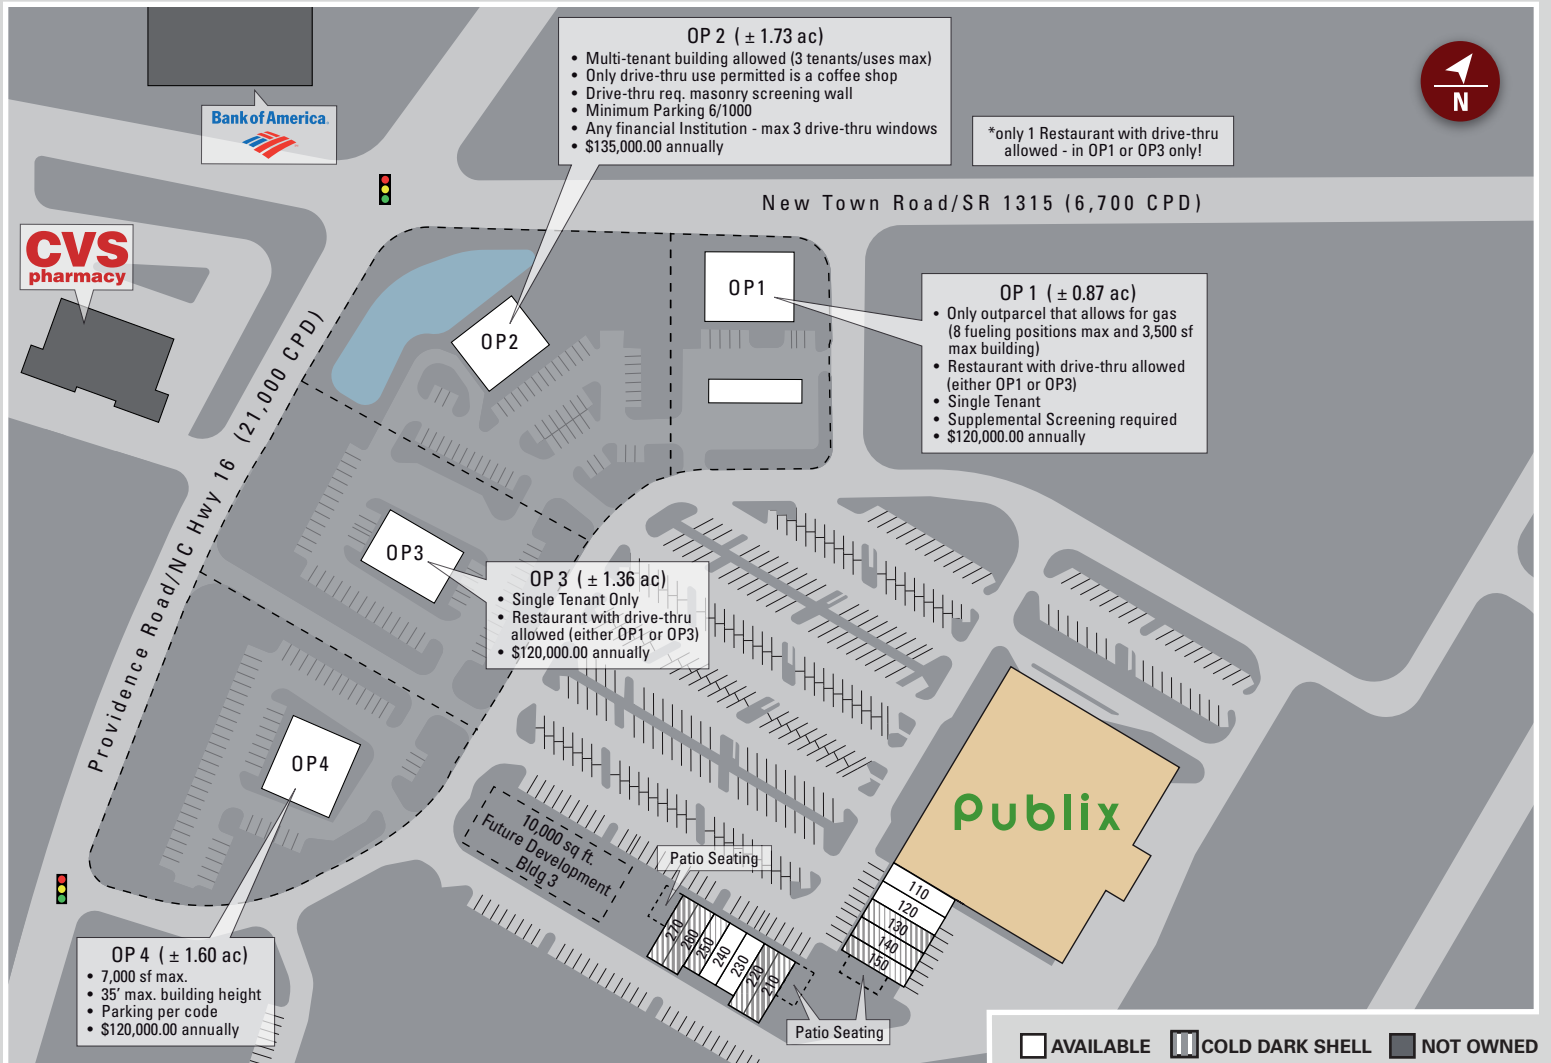 OP 2 ( ± 1.73 ac)
• Multi-tenant building allowed (3 tenants/uses max)
• Only drive-thru use permitted is a coffee shop
• Drive-thru req. masonry screening wall
• Minimum Parking 6/1000
• Any financial Institution - max 3 drive-thru windows
• $135,000.00 annually
Bank of America.
*only 1 Restaurant with drive-thru
allowed - in OP1 or OP3 only!
N
New Town Road/SR 1315 (6,700 CPD)
CVS
pharmacy
OP1
OP2
OP 1 ( ± 0.87 ac)
• Only outparcel that allows for gas
(8 fueling positions max and 3,500 sf
max building)
• Restaurant with drive-thru allowed
(either OP1 or OP3)
• Single Tenant
• Supplemental Screening required
• $120,000.00 annually
Providence Road/NC Hwy 16 (21,000 CPD)
OP3
OP 3 ( ± 1.36 ac)
• Single Tenant Only
• Restaurant with drive-thru
allowed (either OP1 or OP3)
• $120,000.00 annually
OP4
Publix
10,000 sq ft.
Future Development
Bldg 3
Patio Seating
110
120
130
140
150
270
260
250
240
230
220
210
Patio Seating
OP 4 ( ± 1.60 ac)
• 7,000 sf max.
• 35' max. building height
• Parking per code
• $120,000.00 annually
AVAILABLE
COLD DARK SHELL
NOT OWNED